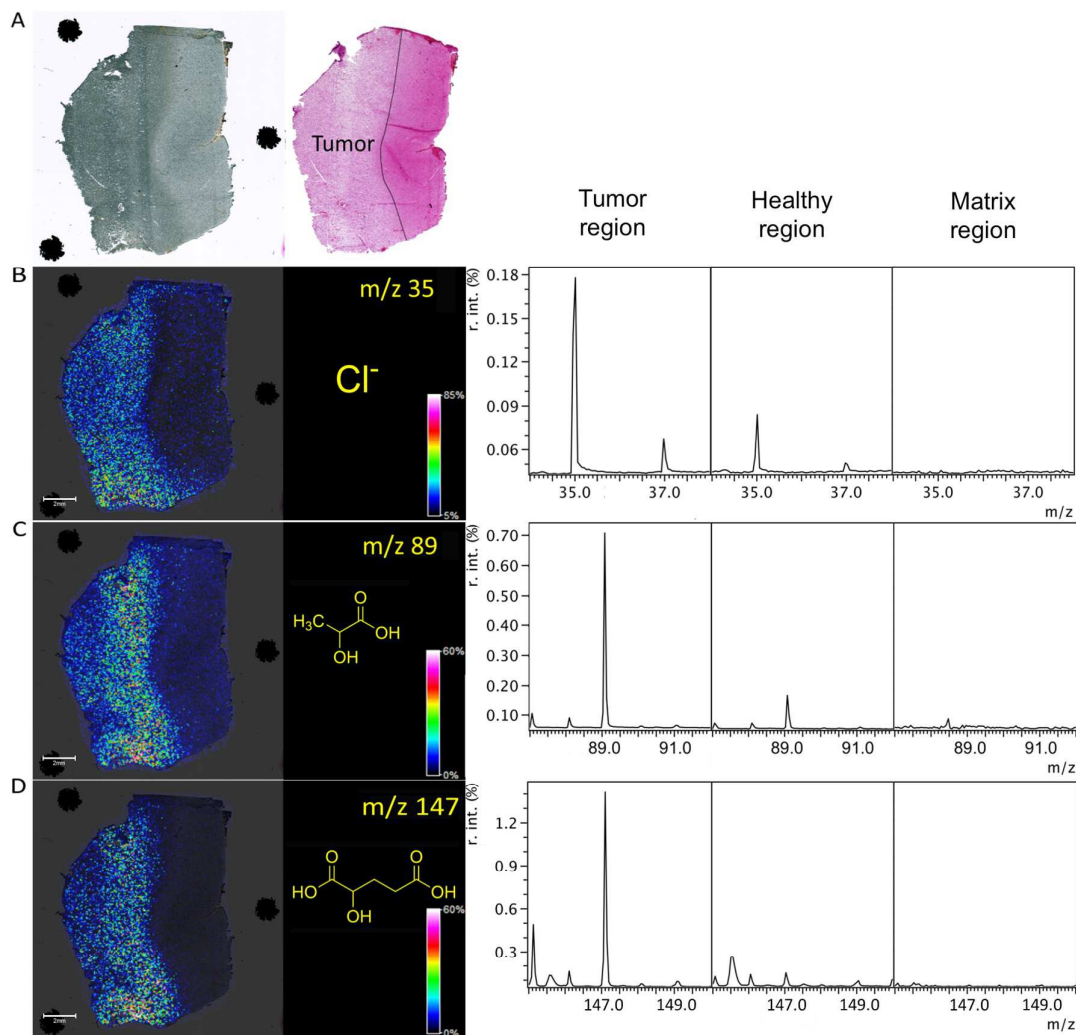 A
Tumor
Tumor region
Healthy region
Matrix region
B
m/z 35
Cl-
85%
5%
2mm
r. int. (%)
0.18
0.15
0.12
0.09
0.06
35.0 37.0 35.0 37.0 35.0 37.0
m/z
C
m/z 89
H₃C
O
OH
OH
60%
0%
2mm
r. int. (%)
0.70
0.50
0.40
0.30
0.20
0.10
89.0 91.0 89.0 91.0 89.0 91.0
m/z
D
m/z 147
O
O
HO
OH
OH
60%
0%
2mm
r. int. (%)
1.2
0.9
0.6
0.3
147.0 149.0 147.0 149.0 147.0 149.0
m/z